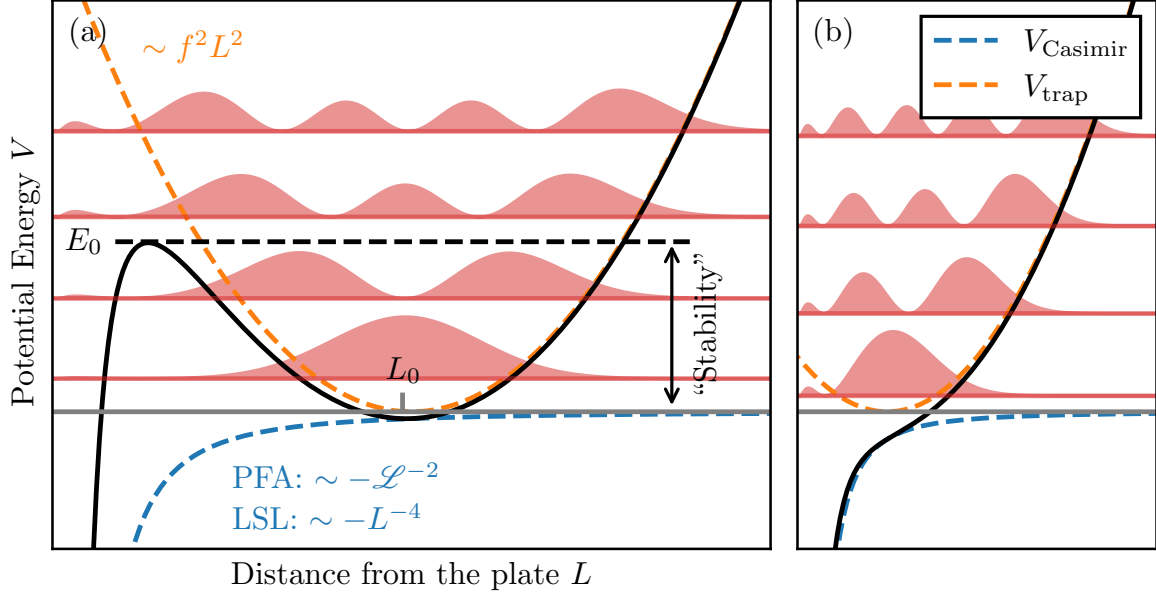 (a)
∼ f²L²
E₀
L₀
“Stability”
PFA: ∼ −ℒ⁻²
LSL: ∼ −L⁻⁴
Potential Energy V
Distance from the plate L
(b)
V_Casimir
V_trap